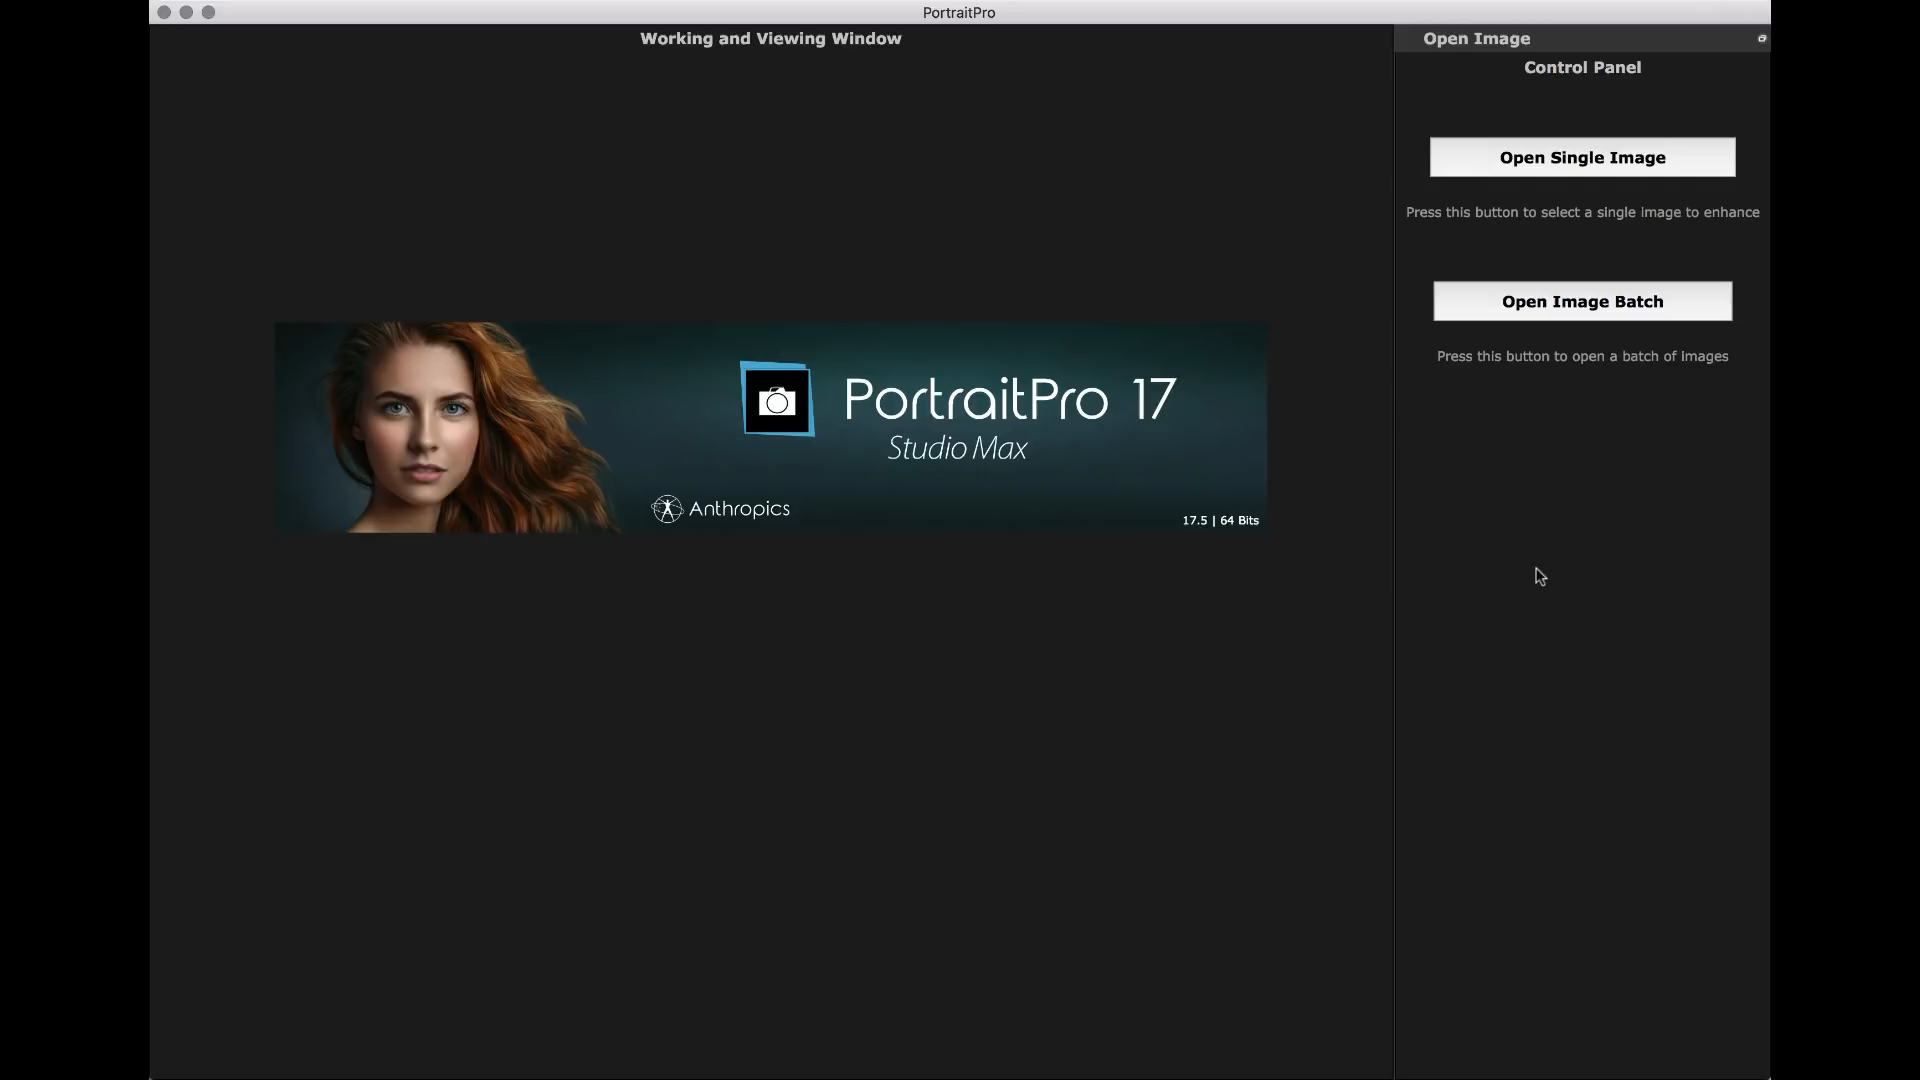 PortraitPro
Working and Viewing Window
Open Image
Control Panel
Open Single Image
Press this button to select a single image to enhance
Open Image Batch
Press this button to open a batch of images
PortraitPro 17
Studio Max
Anthropics
17.5 | 64 Bits